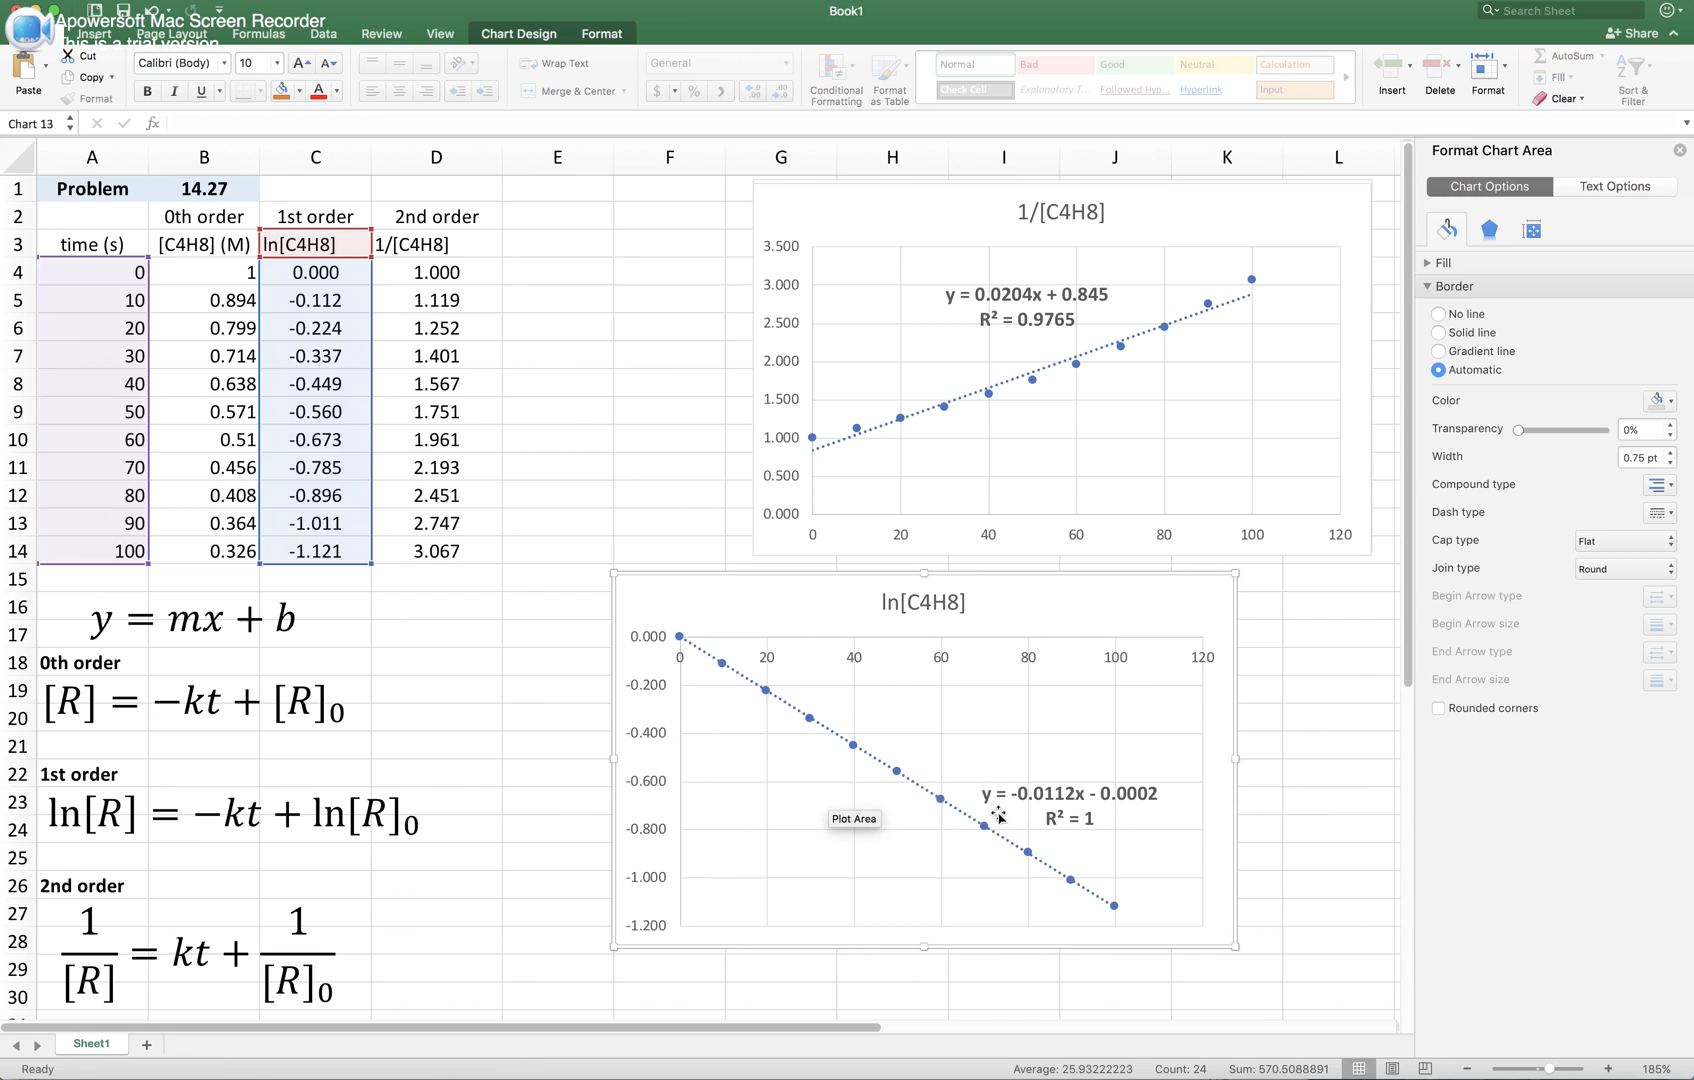 Apowersoft Mac Screen Recorder
This is a trial version
Book1
Search Sheet
Insert Page Layout Formulas Data Review View Chart Design Format
Share
Paste
Cut
Copy
Format
Calibri (Body) 10
B I U
Wrap Text
Merge & Center
General
$ %
Conditional Formatting
Format as Table
Normal Bad Good Neutral Calculation
Check Cell Explanatory T... Followed Hyp... Hyperlink Input
Insert Delete Format
AutoSum
Fill
Clear
Sort & Filter
Chart 13 fx
A B C D E F G H I J K L
1 Problem 14.27
2 0th order 1st order 2nd order
3 time (s) [C4H8] (M) ln[C4H8] 1/[C4H8]
4 0 1 0.000 1.000
5 10 0.894 -0.112 1.119
6 20 0.799 -0.224 1.252
7 30 0.714 -0.337 1.401
8 40 0.638 -0.449 1.567
9 50 0.571 -0.560 1.751
10 60 0.51 -0.673 1.961
11 70 0.456 -0.785 2.193
12 80 0.408 -0.896 2.451
13 90 0.364 -1.011 2.747
14 100 0.326 -1.121 3.067
15
16
17
y = mx + b
18 0th order
19
20
[R] = −kt + [R]₀
21
22 1st order
23
24
ln[R] = −kt + ln[R]₀
25
26 2nd order
27
28
29
30
1/[R] = kt + 1/[R]₀
1/[C4H8]
3.500
3.000
2.500
2.000
1.500
1.000
0.500
0.000
0 20 40 60 80 100 120
y = 0.0204x + 0.845
R² = 0.9765
ln[C4H8]
0.000
0 20 40 60 80 100 120
-0.200
-0.400
-0.600
-0.800
-1.000
-1.200
y = -0.0112x - 0.0002
R² = 1
Plot Area
Format Chart Area
Chart Options Text Options
Fill
Border
No line
Solid line
Gradient line
Automatic
Color
Transparency 0%
Width 0.75 pt
Compound type
Dash type
Cap type Flat
Join type Round
Begin Arrow type
Begin Arrow size
End Arrow type
End Arrow size
Rounded corners
Sheet1
Ready
Average: 25.93222223 Count: 24 Sum: 570.5088891 185%